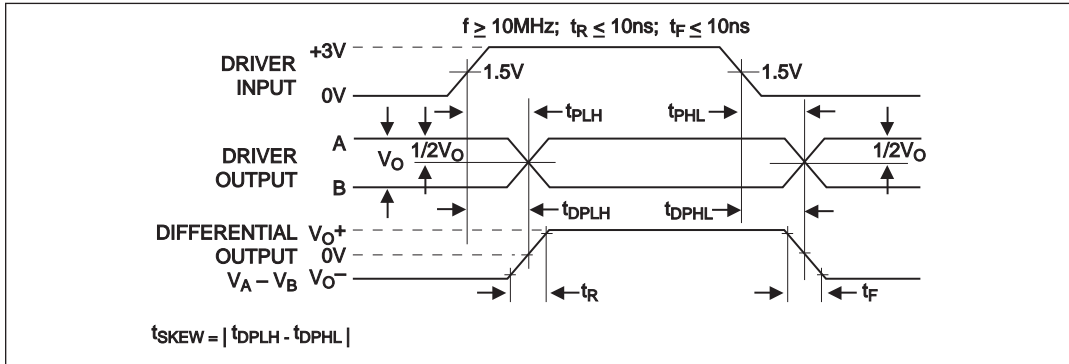 f ≥ 10MHz; tR ≤ 10ns; tF ≤ 10ns
+3V
DRIVER INPUT
1.5V
1.5V
0V
tPLH
tPHL
A
DRIVER OUTPUT
VO
1/2VO
1/2VO
B
tDPLH
tDPHL
DIFFERENTIAL OUTPUT
VA – VB
VO+
0V
VO–
tR
tF
tSKEW = | tDPLH - tDPHL |